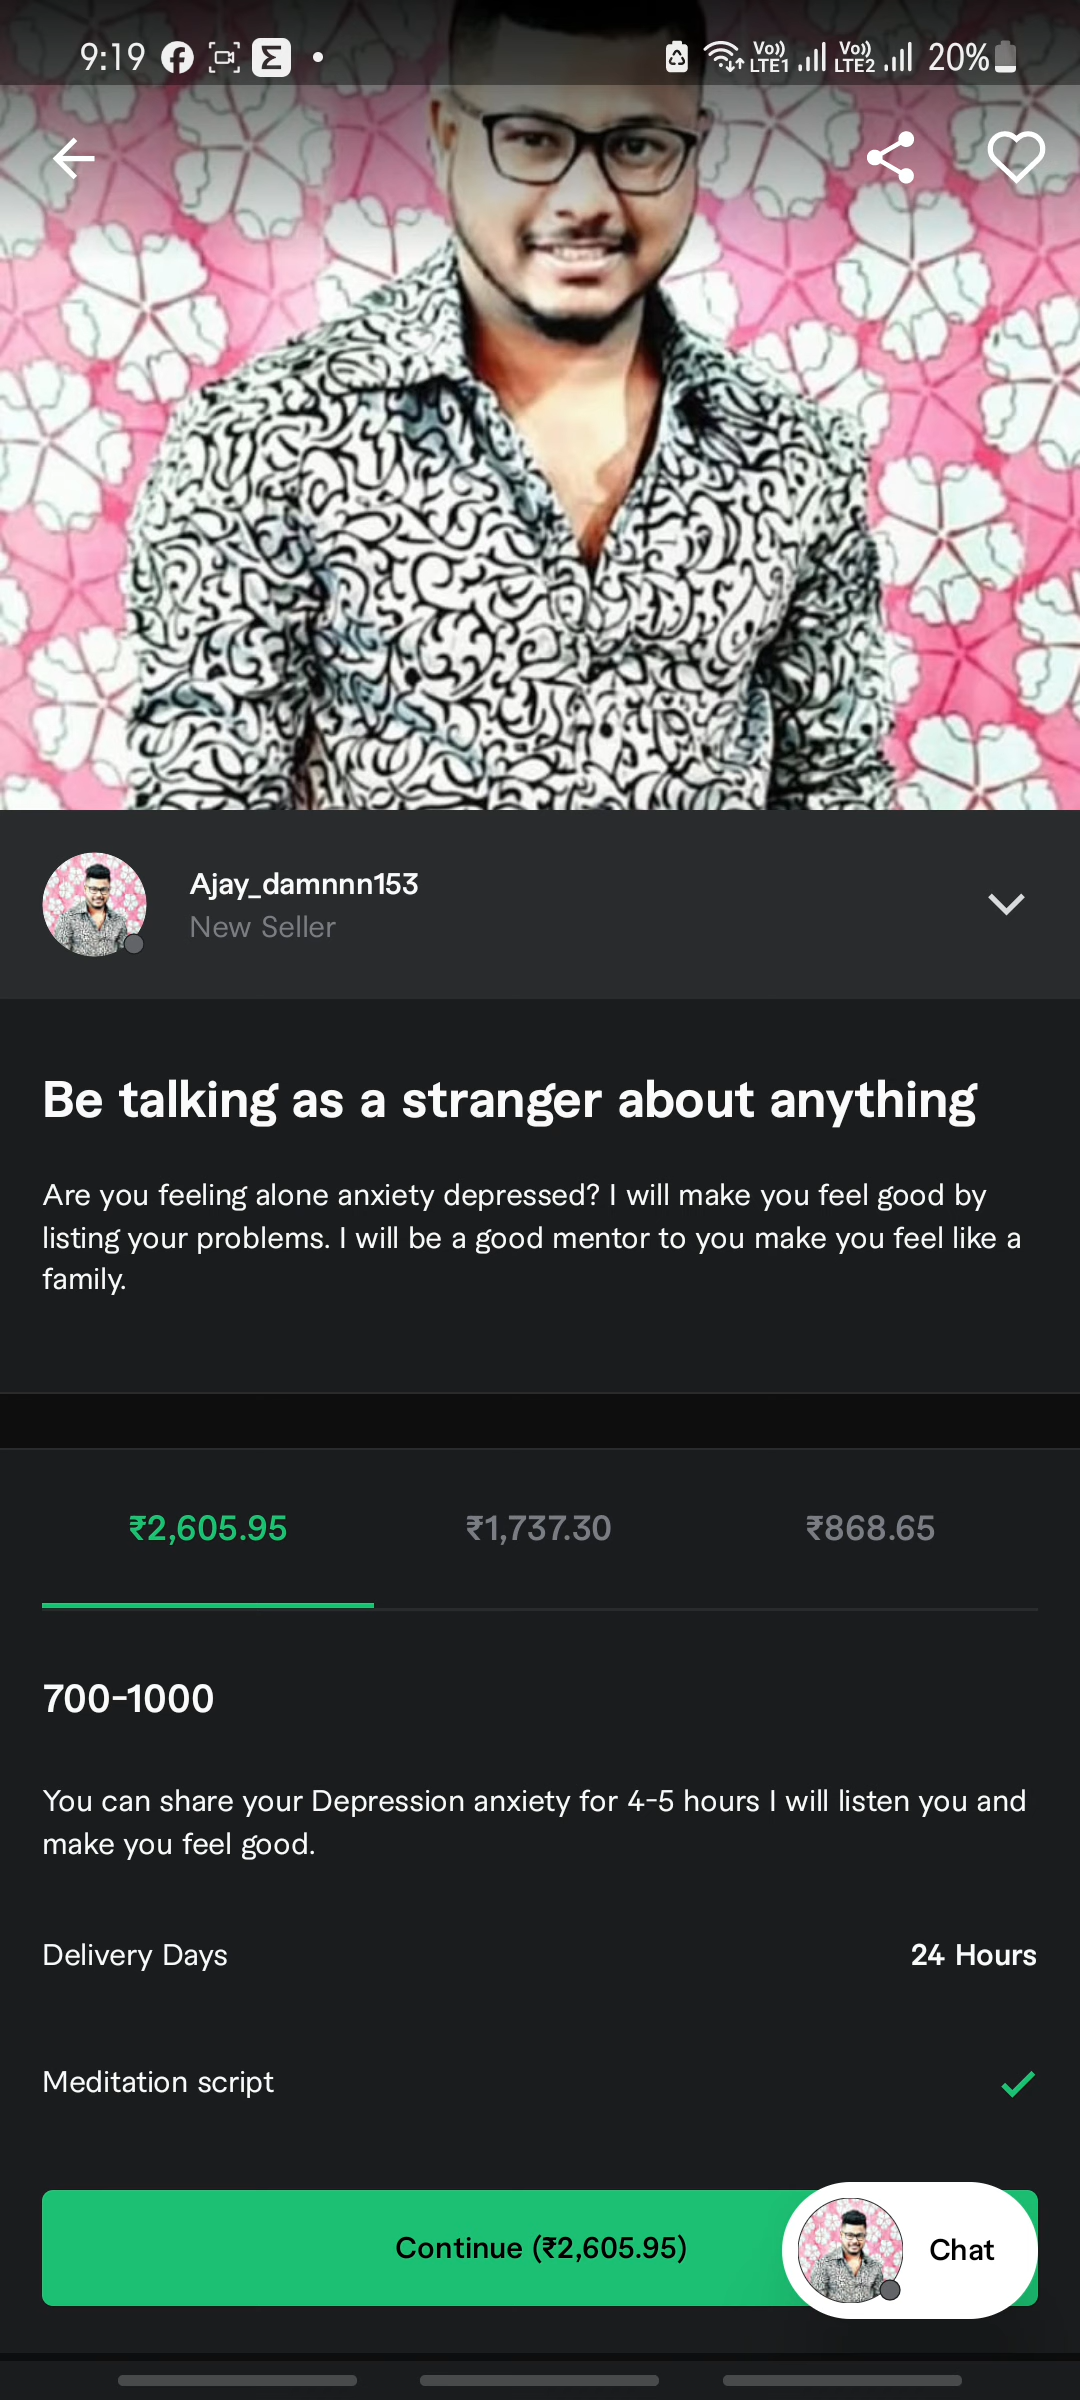 9:19
Vo)) LTE1
Vo)) LTE2
20%
Ajay_damnnn153
New Seller
Be talking as a stranger about anything
Are you feeling alone anxiety depressed? I will make you feel good by
listing your problems. I will be a good mentor to you make you feel like a
family.
₹2,605.95
₹1,737.30
₹868.65
700-1000
You can share your Depression anxiety for 4-5 hours I will listen you and
make you feel good.
Delivery Days
24 Hours
Meditation script
Continue (₹2,605.95)
Chat